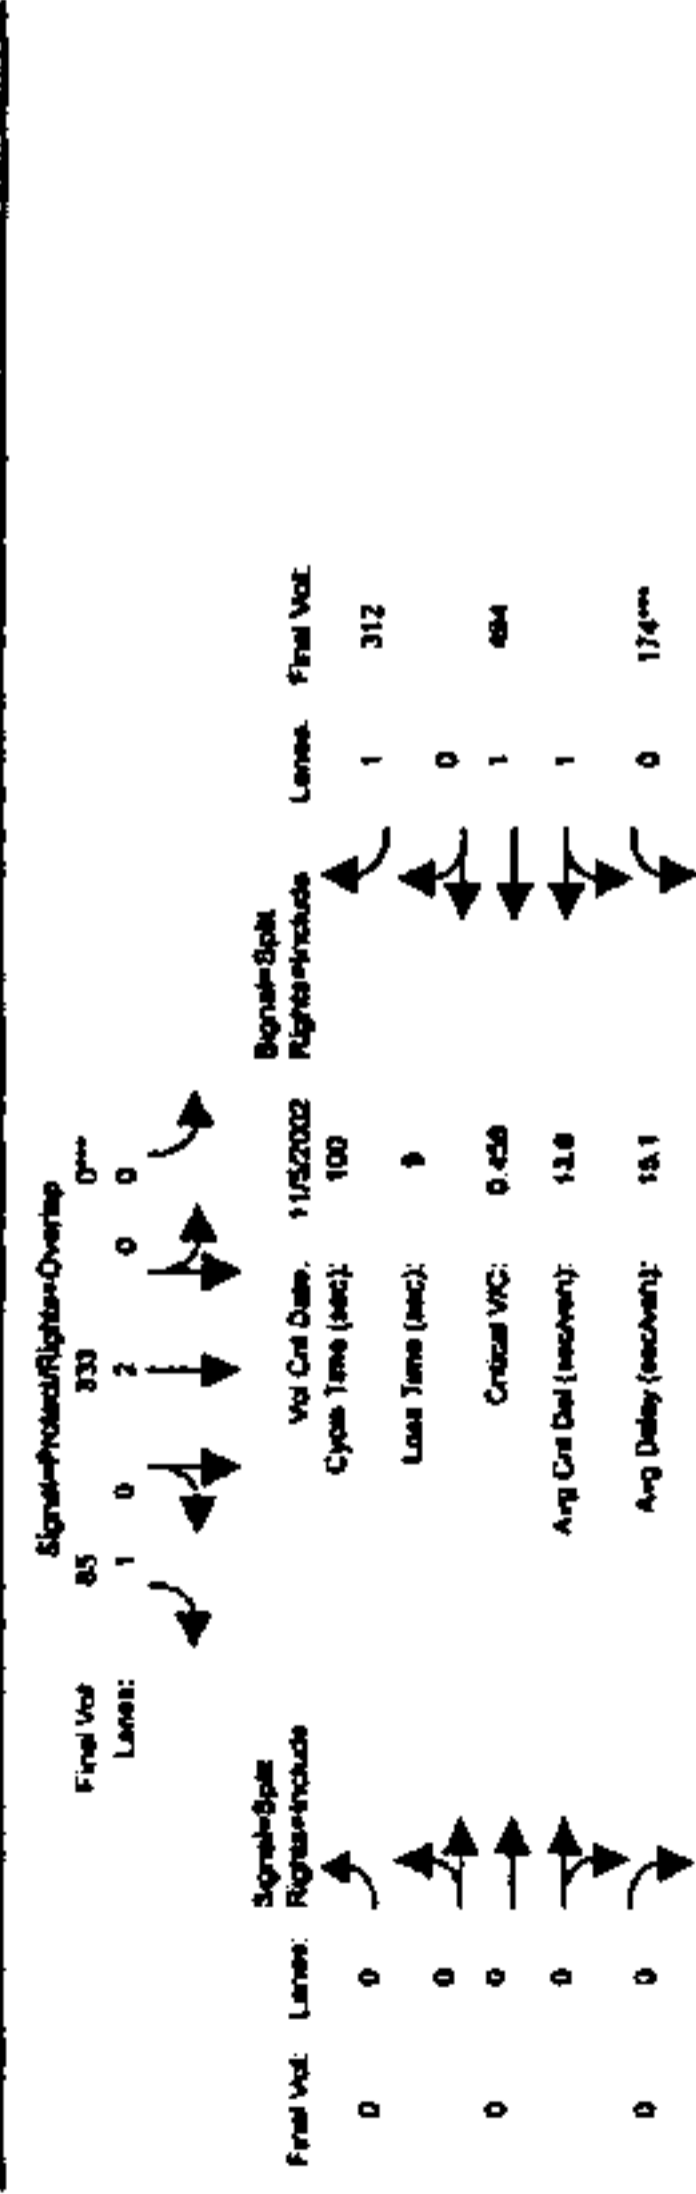 Signal=Protect/Rights=Overlap
Final Vol: 85 333 0***
Lanes: 1 0 2 0 0
Signal=Split Signal=Split
Final Vol: Lanes: Rights=Include Vol Cnt Date: 11/5/2002 Rights=Include Lanes: Final Vol:
0 0 Cycle Time (sec): 100 1 312
0 Loss Time (sec): 9 0
0 0 Critical V/C: 1
0 Avg Crit Del (sec/veh): 1
0 0 Avg Delay (sec/veh): 0 174***